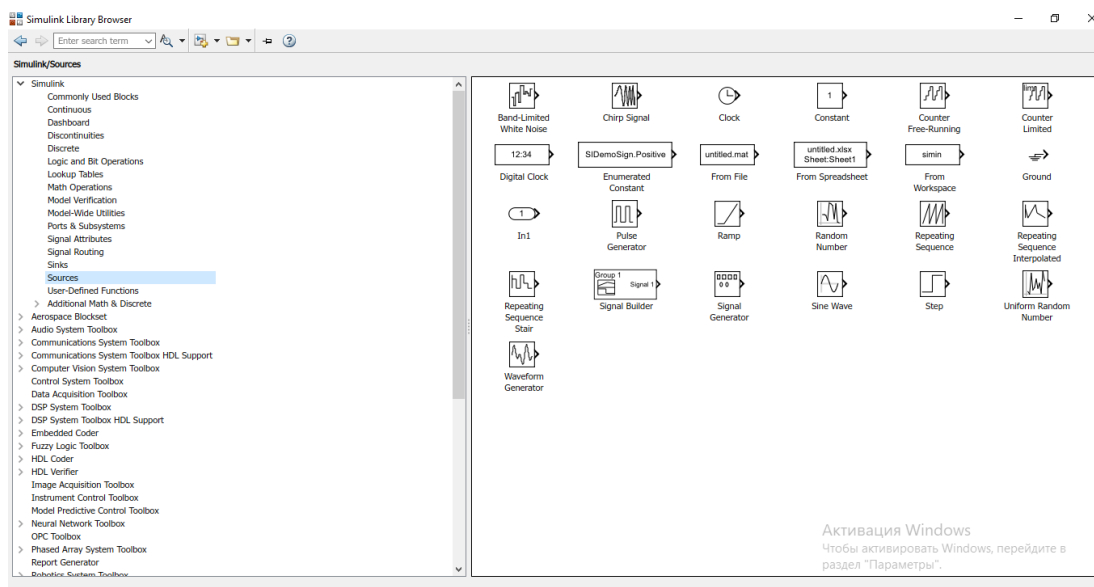 Simulink Library Browser
Enter search term
Simulink/Sources
Simulink
Commonly Used Blocks
Continuous
Dashboard
Discontinuities
Discrete
Logic and Bit Operations
Lookup Tables
Math Operations
Model Verification
Model-Wide Utilities
Ports & Subsystems
Signal Attributes
Signal Routing
Sinks
Sources
User-Defined Functions
Additional Math & Discrete
Aerospace Blockset
Audio System Toolbox
Communications System Toolbox
Communications System Toolbox HDL Support
Computer Vision System Toolbox
Control System Toolbox
Data Acquisition Toolbox
DSP System Toolbox
DSP System Toolbox HDL Support
Embedded Coder
Fuzzy Logic Toolbox
HDL Coder
HDL Verifier
Image Acquisition Toolbox
Instrument Control Toolbox
Model Predictive Control Toolbox
Neural Network Toolbox
OPC Toolbox
Phased Array System Toolbox
Report Generator
Robotics System Toolbox
Band-Limited
White Noise
Chirp Signal
Clock
1
Constant
Counter
Free-Running
lim
Counter
Limited
12:34
Digital Clock
SlDemoSign.Positive
Enumerated
Constant
untitled.mat
From File
untitled.xlsx
Sheet:Sheet1
From Spreadsheet
simin
From
Workspace
Ground
1
In1
Pulse
Generator
Ramp
Random
Number
Repeating
Sequence
Repeating
Sequence
Interpolated
Repeating
Sequence
Stair
Group 1
Signal 1
Signal Builder
Signal
Generator
Sine Wave
Step
Uniform Random
Number
Waveform
Generator
Активация Windows
Чтобы активировать Windows, перейдите в
раздел "Параметры".